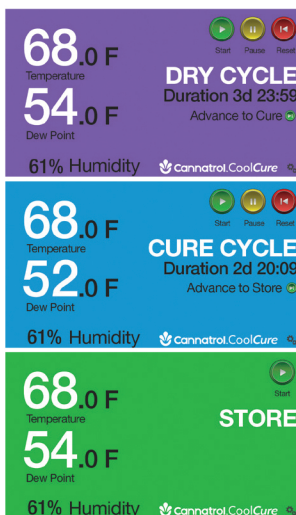 68.0 F
Temperature
54.0 F
Dew Point
61% Humidity
Start Pause Reset
DRY CYCLE
Duration 3d 23:59
Advance to Cure
Cannatrol.CoolCure
68.0 F
Temperature
52.0 F
Dew Point
61% Humidity
Start Pause Reset
CURE CYCLE
Duration 2d 20:09
Advance to Store
Cannatrol.CoolCure
68.0 F
Temperature
54.0 F
Dew Point
61% Humidity
Start
STORE
Cannatrol.CoolCure